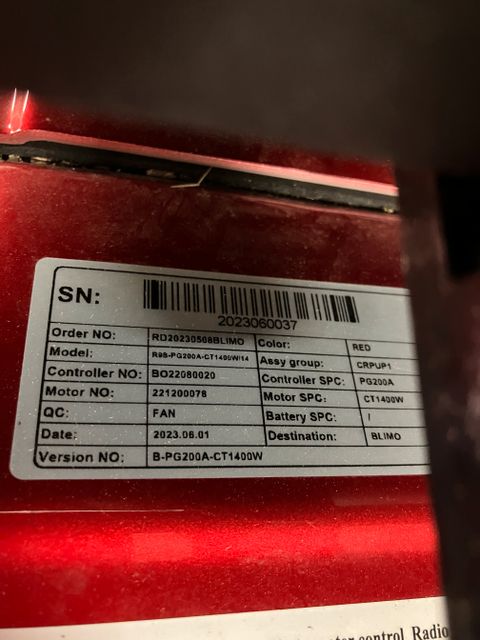 SN:
2023060037
Order NO: RD20230508BLIMO Color: RED
Model: R9S-PG200A-CT1400W/14 Assy group: CRPUP1
Controller NO: BO22080020 Controller SPC: PG200A
Motor NO: 221200076 Motor SPC: CT1400W
QC: FAN Battery SPC: /
Date: 2023.06.01 Destination: BLIMO
Version NO: B-PG200A-CT1400W
control Radio